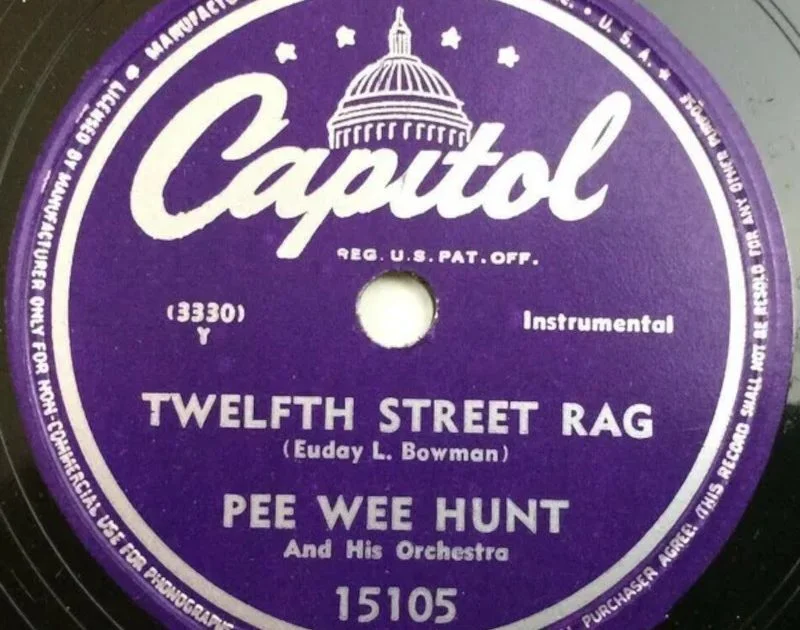 Capitol
REG. U.S. PAT. OFF.
(3330)
Y
Instrumental
TWELFTH STREET RAG
(Euday L. Bowman)
PEE WEE HUNT
And His Orchestra
15105
LICENSED BY MANUFACTURER ONLY FOR NON-COMMERCIAL USE FOR PHONOGRAPH
U. S. A. ★
PURCHASER AGREE. (THIS RECORD SHALL NOT BE RESOLD FOR ANY OTHER PURPOSE